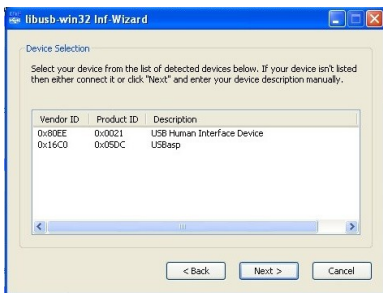 libusb-win32 Inf-Wizard
Device Selection
Select your device from the list of detected devices below. If your device isn't listed
then either connect it or click "Next" and enter your device description manually.
Vendor ID Product ID Description
0x80EE 0x0021 USB Human Interface Device
0x16C0 0x05DC USBasp
< Back Next > Cancel